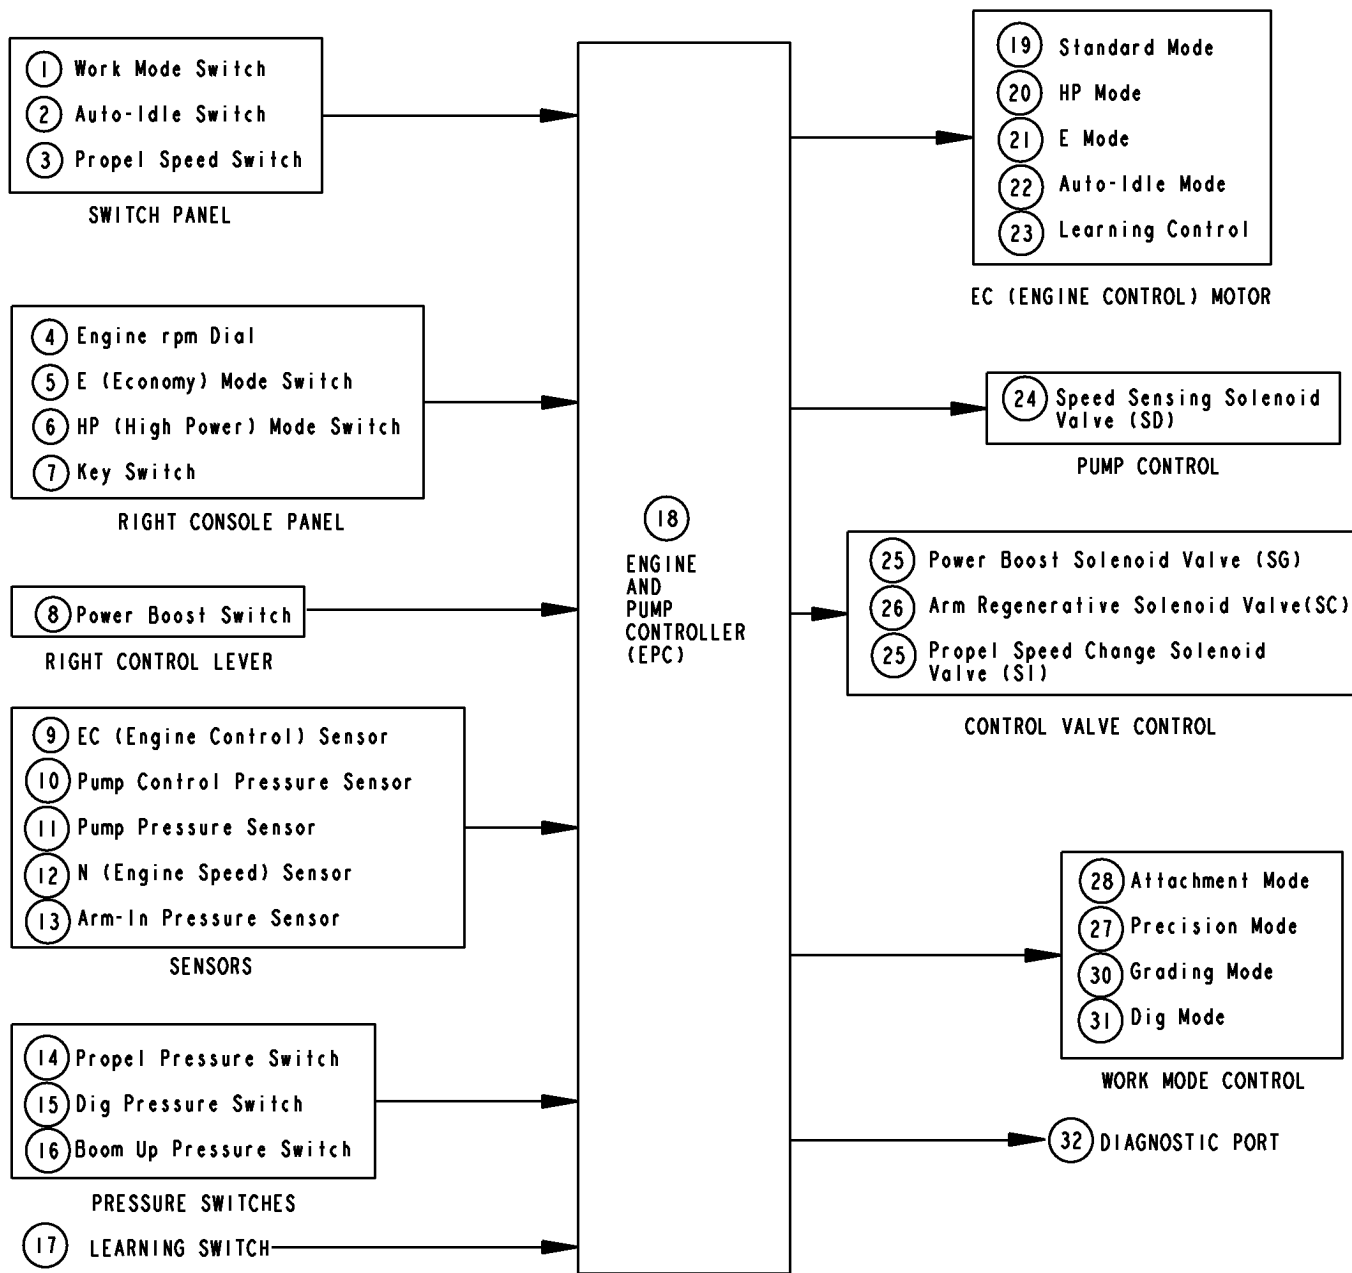 1 Work Mode Switch
2 Auto-Idle Switch
3 Propel Speed Switch
SWITCH PANEL
4 Engine rpm Dial
5 E (Economy) Mode Switch
6 HP (High Power) Mode Switch
7 Key Switch
RIGHT CONSOLE PANEL
8 Power Boost Switch
RIGHT CONTROL LEVER
9 EC (Engine Control) Sensor
10 Pump Control Pressure Sensor
11 Pump Pressure Sensor
12 N (Engine Speed) Sensor
13 Arm-In Pressure Sensor
SENSORS
14 Propel Pressure Switch
15 Dig Pressure Switch
16 Boom Up Pressure Switch
PRESSURE SWITCHES
17 LEARNING SWITCH
18
ENGINE
AND
PUMP
CONTROLLER
(EPC)
19 Standard Mode
20 HP Mode
21 E Mode
22 Auto-Idle Mode
23 Learning Control
EC (ENGINE CONTROL) MOTOR
24 Speed Sensing Solenoid
Valve (SD)
PUMP CONTROL
25 Power Boost Solenoid Valve (SG)
26 Arm Regenerative Solenoid Valve(SC)
25 Propel Speed Change Solenoid
Valve (SI)
CONTROL VALVE CONTROL
28 Attachment Mode
27 Precision Mode
30 Grading Mode
31 Dig Mode
WORK MODE CONTROL
32 DIAGNOSTIC PORT